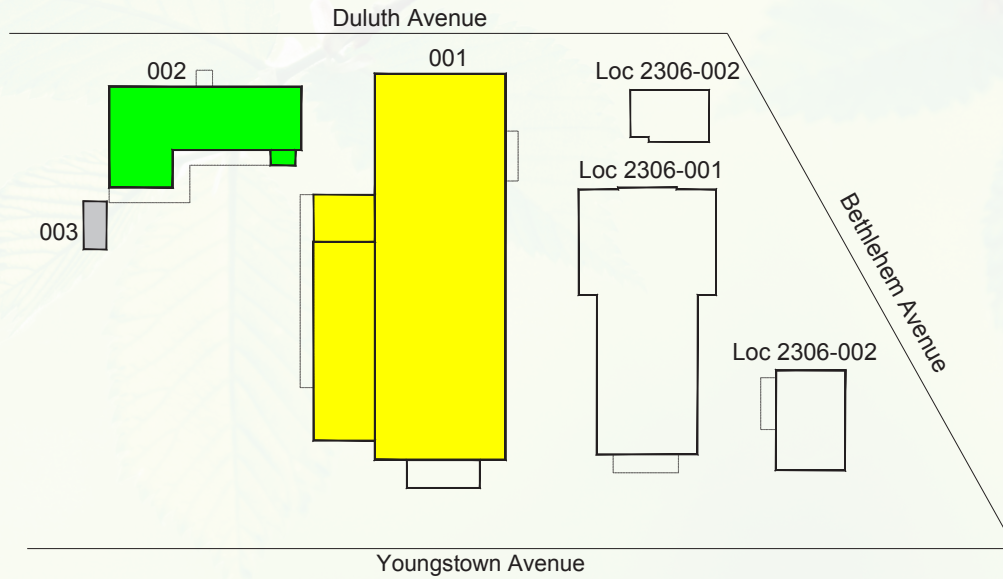 Duluth Avenue
002
001
Loc 2306-002
Loc 2306-001
003
Bethlehem Avenue
Loc 2306-002
Youngstown Avenue